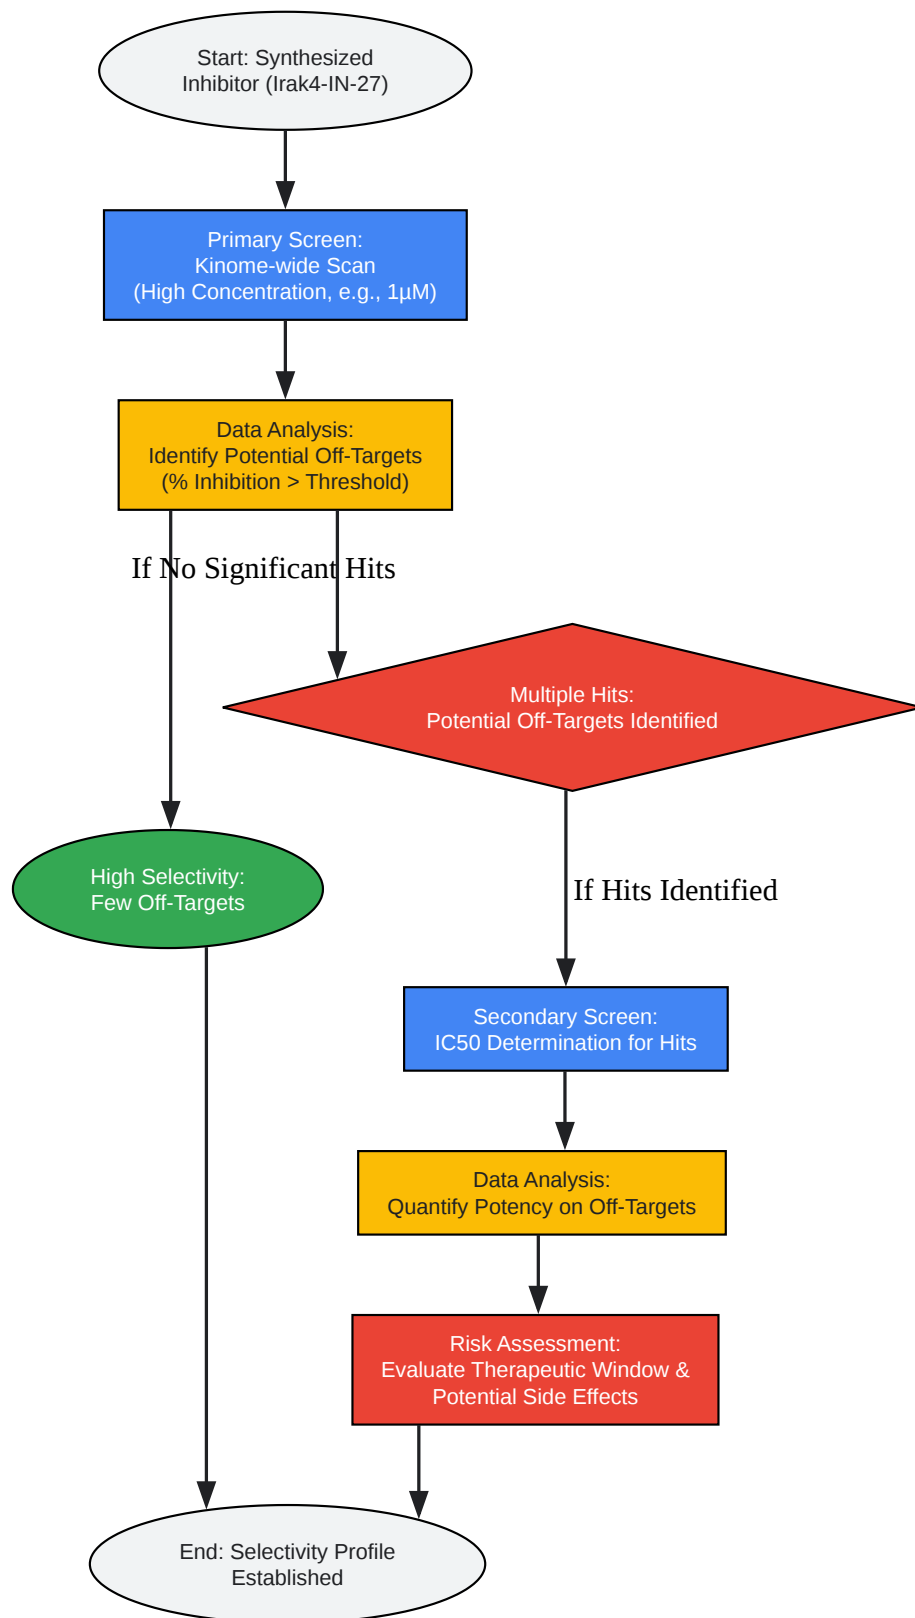 Start: Synthesized
Inhibitor (Irak4-IN-27)
Primary Screen:
Kinome-wide Scan
(High Concentration, e.g., 1µM)
Data Analysis:
Identify Potential Off-Targets
(% Inhibition > Threshold)
If No Significant Hits
Multiple Hits:
Potential Off-Targets Identified
High Selectivity:
Few Off-Targets
If Hits Identified
Secondary Screen:
IC50 Determination for Hits
Data Analysis:
Quantify Potency on Off-Targets
Risk Assessment:
Evaluate Therapeutic Window &
Potential Side Effects
End: Selectivity Profile
Established